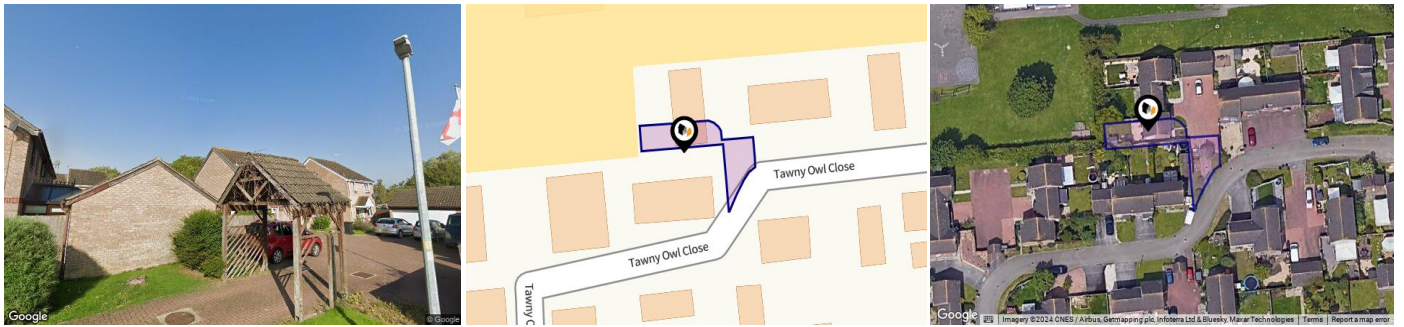 Google
© Google
Tawny Owl Close
Tawny Owl Close
Tawny O
Google
Imagery ©2024 CNES / Airbus, Getmapping plc, Infoterra Ltd & Bluesky, Maxar Technologies Terms Report a map error